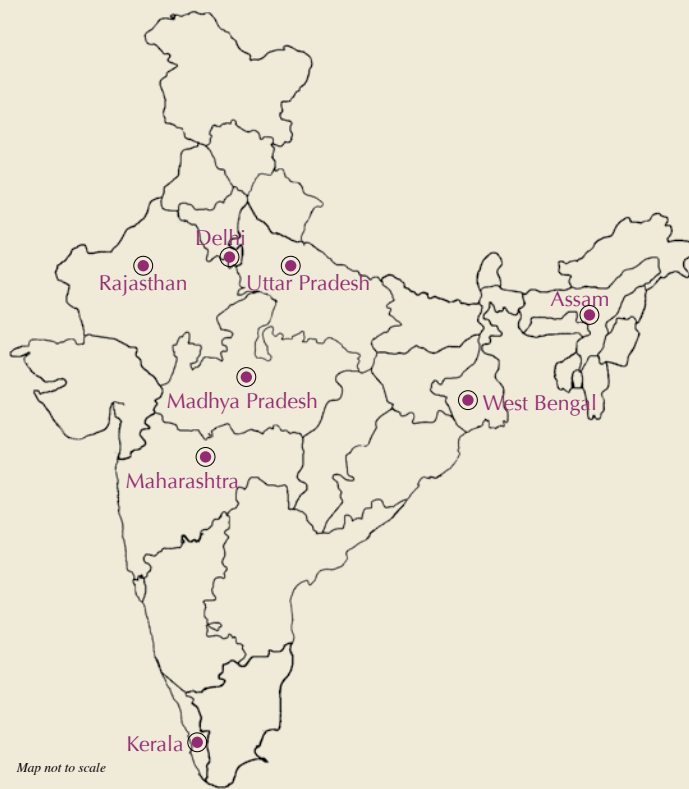 Delhi
Rajasthan
Uttar Pradesh
Assam
Madhya Pradesh
West Bengal
Maharashtra
Kerala
Map not to scale